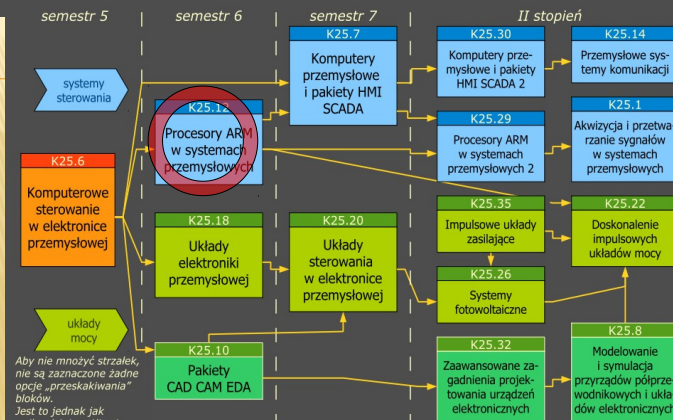 semestr 5
semestr 6
semestr 7
II stopień
systemy
sterowania
K25.6
Komputerowe
sterowanie
w elektronice
przemysłowej
układy
mocy
Aby nie mnożyć strzałek,
nie są zaznaczone żadne
opcje „przeskakiwania”
bloków.
Jest to jednak jak
K25.12
Procesory ARM
w systemach
przemysłowych
K25.18
Układy
elektroniki
przemysłowej
K25.10
Pakiety
CAD CAM EDA
K25.7
Komputery
przemysłowe
i pakiety HMI
SCADA
K25.20
Układy
sterowania
w elektronice
przemysłowej
K25.30
Komputery prze-
mysłowe i pakiety
HMI SCADA 2
K25.29
Procesory ARM
w systemach
przemysłowych 2
K25.35
Impulsowe układy
zasilające
K25.26
Systemy
fotowoltaiczne
K25.32
Zaawansowane za-
gadnienia projek-
towania urządzeń
elektronicznych
K25.14
Przemysłowe sys-
temy komunikacji
K25.1
Akwizycja i przetwa-
rzanie sygnałów
w systemach
przemysłowych
K25.22
Doskonalenie
impulsowych
układów mocy
K25.8
Modelowanie
i symulacja
przyrządów półprze-
wodnikowych i ukła-
dów elektronicznych